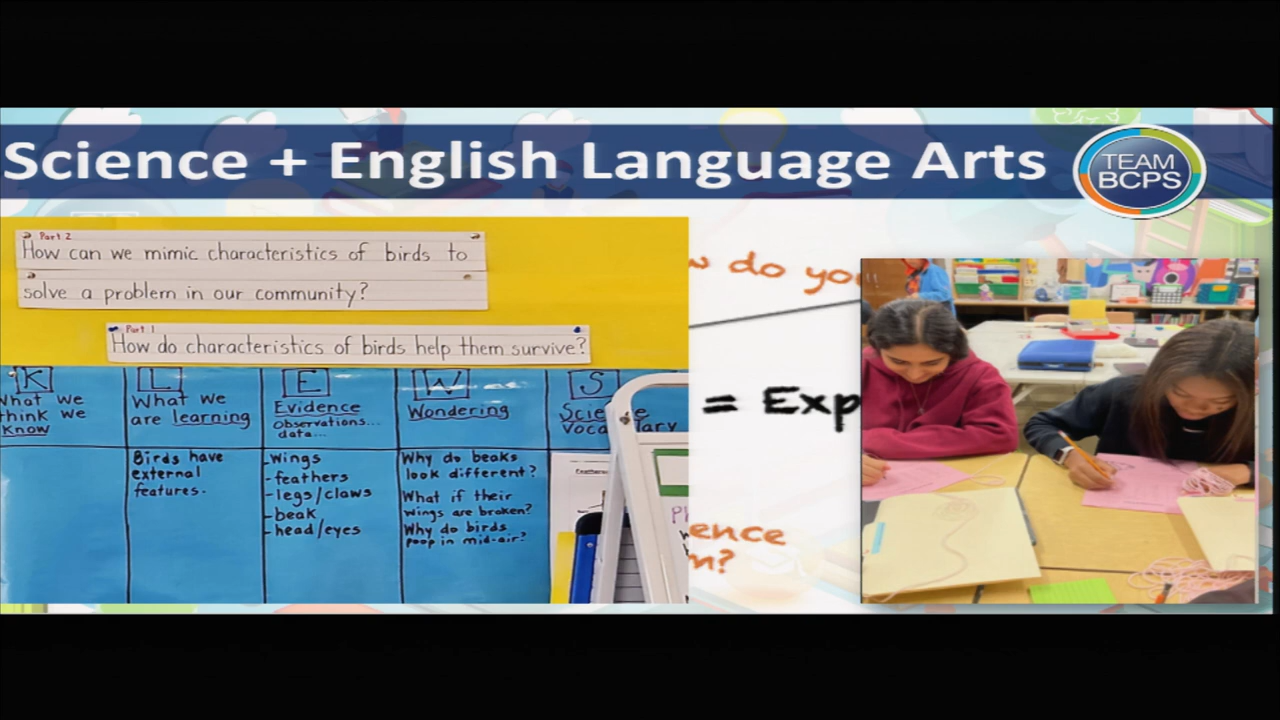 Science + English Language Arts
TEAM
BCPS
Part 2
How can we mimic characteristics of birds to
solve a problem in our community?
Part 1
How do characteristics of birds help them survive?
K
What we
think we
know
L
What we
are learning
Birds have
external
features.
E
Evidence
observations...
data...
-wings
-feathers
-legs/claws
-beak
-head/eyes
W
Wondering
Why do beaks
look different?
What if their
wings are broken?
Why do birds
poop in mid-air?
S
Science
Vocabulary
do you
= Exp
ence
m?